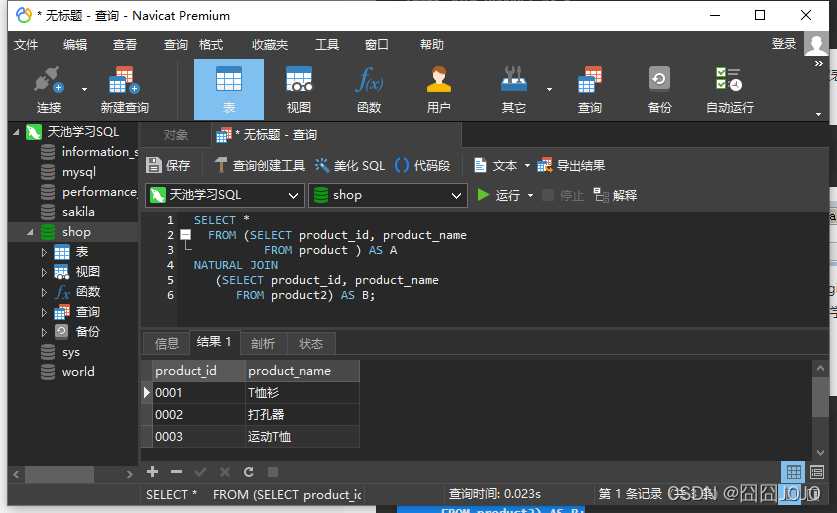 * 无标题 - 查询 - Navicat Premium
文件 编辑 查看 查询 格式 收藏夹 工具 窗口 帮助 登录
连接 新建查询 表 视图 函数 用户 其它 查询 备份 自动运行
天池学习SQL
information_s
mysql
performance_
sakila
shop
表
视图
函数
查询
备份
sys
world
对象 * 无标题 - 查询
保存 查询创建工具 美化 SQL 代码段 文本 导出结果
天池学习SQL shop 运行 停止 解释
1 SELECT *
2 FROM (SELECT product_id, product_name
3 FROM product ) AS A
4 NATURAL JOIN
5 (SELECT product_id, product_name
6 FROM product2) AS B;
信息 结果 1 剖析 状态
product_id product_name
0001 T恤衫
0002 打孔器
0003 运动T恤
SELECT * FROM (SELECT product_id
查询时间: 0.023s
第 1 条记录
CSDN @囧囧JOJO
FROM product2) AS B;